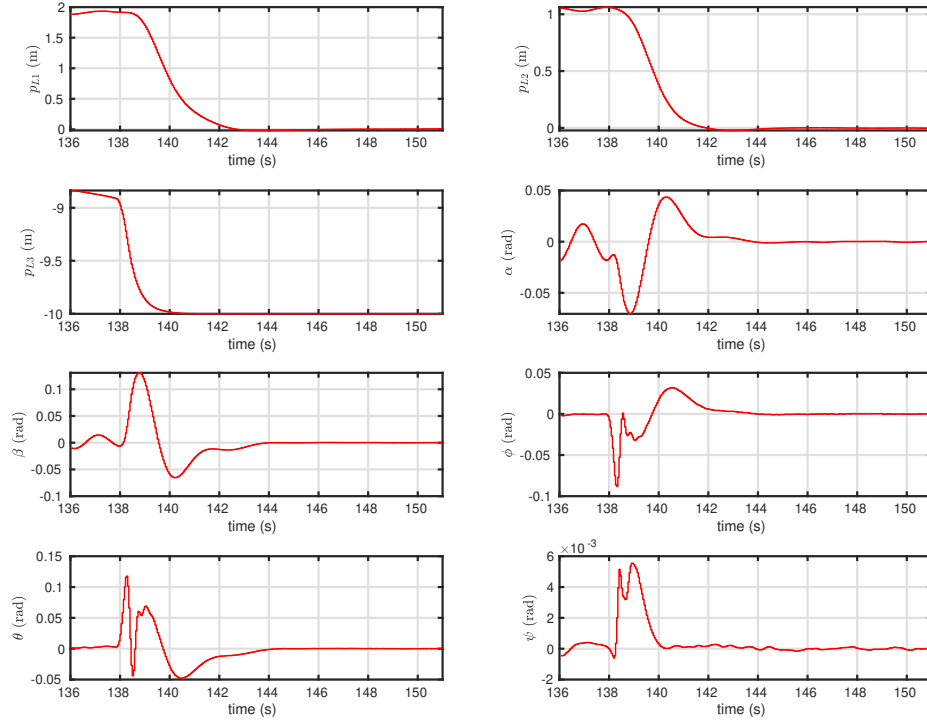 2
1.5
1
0.5
0
p_{L1} (m)
136 138 140 142 144 146 148 150
time (s)
1
0.5
0
p_{L2} (m)
136 138 140 142 144 146 148 150
time (s)
-9
-9.5
-10
p_{L3} (m)
136 138 140 142 144 146 148 150
time (s)
0.05
0
-0.05
α (rad)
136 138 140 142 144 146 148 150
time (s)
0.1
0.05
0
-0.05
-0.1
β (rad)
136 138 140 142 144 146 148 150
time (s)
0.05
0
-0.05
-0.1
ϕ (rad)
136 138 140 142 144 146 148 150
time (s)
0.15
0.1
0.05
0
-0.05
θ (rad)
136 138 140 142 144 146 148 150
time (s)
×10⁻³
6
4
2
0
-2
ψ (rad)
136 138 140 142 144 146 148 150
time (s)